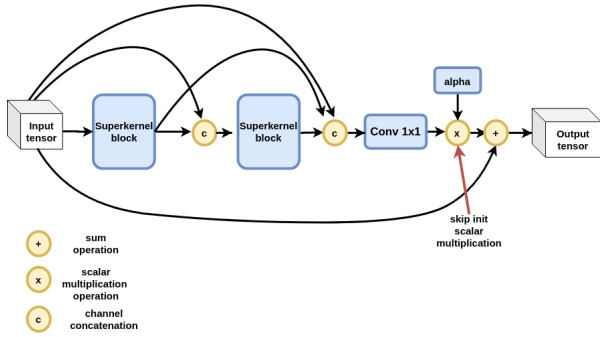 alpha
Input
tensor
Superkernel
block
c
Superkernel
block
c
Conv 1x1
x
+
Output
tensor
skip init
scalar
multiplication
+
sum
operation
x
scalar
multiplication
operation
c
channel
concatenation